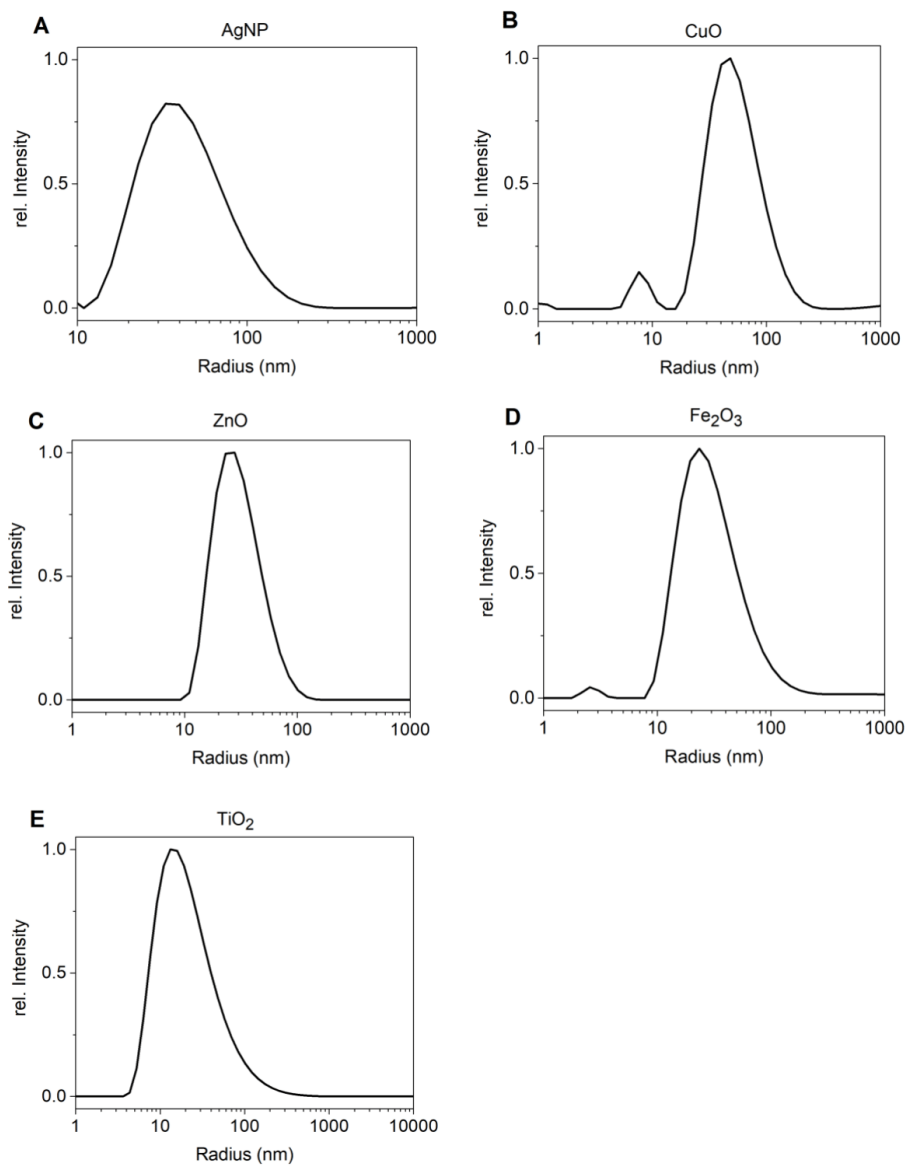 A
AgNP
1.0
0.5
0.0
rel. Intensity
10
100
1000
Radius (nm)
B
CuO
1.0
0.5
0.0
rel. Intensity
1
10
100
1000
Radius (nm)
C
ZnO
1.0
0.5
0.0
rel. Intensity
1
10
100
1000
Radius (nm)
D
Fe₂O₃
1.0
0.5
0.0
rel. Intensity
1
10
100
1000
Radius (nm)
E
TiO₂
1.0
0.5
0.0
rel. Intensity
1
10
100
1000
10000
Radius (nm)